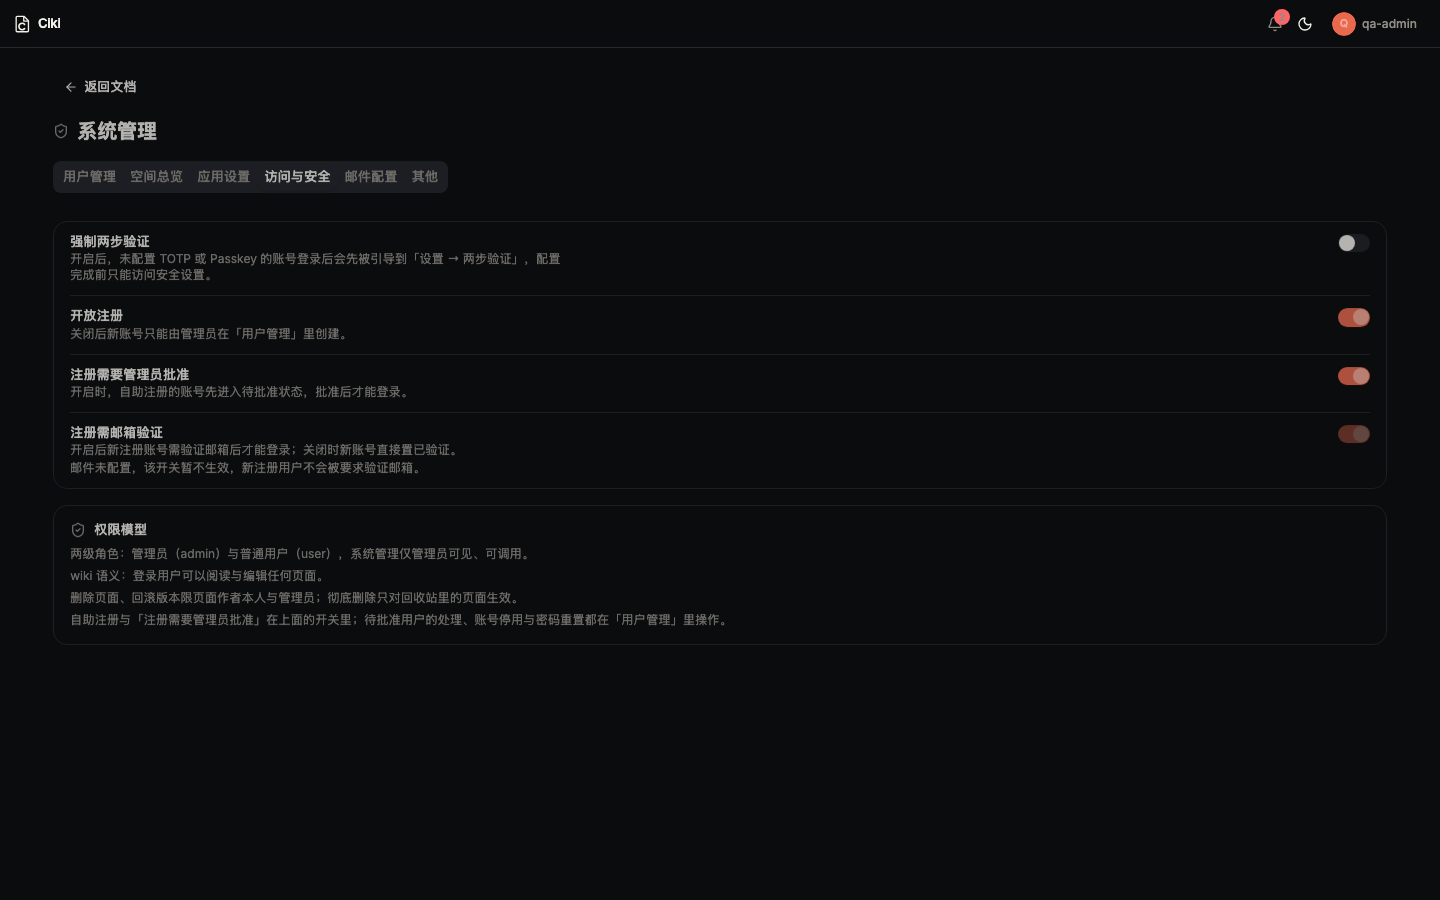 Ciki
Q
qa-admin
返回文档
系统管理
用户管理 空间总览 应用设置 访问与安全 邮件配置 其他
强制两步验证
开启后，未配置 TOTP 或 Passkey 的账号登录后会先被引导到「设置 → 两步验证」，配置
完成前只能访问安全设置。
开放注册
关闭后新账号只能由管理员在「用户管理」里创建。
注册需要管理员批准
开启时，自助注册的账号先进入待批准状态，批准后才能登录。
注册需邮箱验证
开启后新注册账号需验证邮箱后才能登录；关闭时新账号直接置已验证。
邮件未配置，该开关暂不生效，新注册用户不会被要求验证邮箱。
权限模型
两级角色：管理员（admin）与普通用户（user），系统管理仅管理员可见、可调用。
wiki 语义：登录用户可以阅读与编辑任何页面。
删除页面、回滚版本限页面作者本人与管理员；彻底删除只对回收站里的页面生效。
自助注册与「注册需要管理员批准」在上面的开关里；待批准用户的处理、账号停用与密码重置都在「用户管理」里操作。